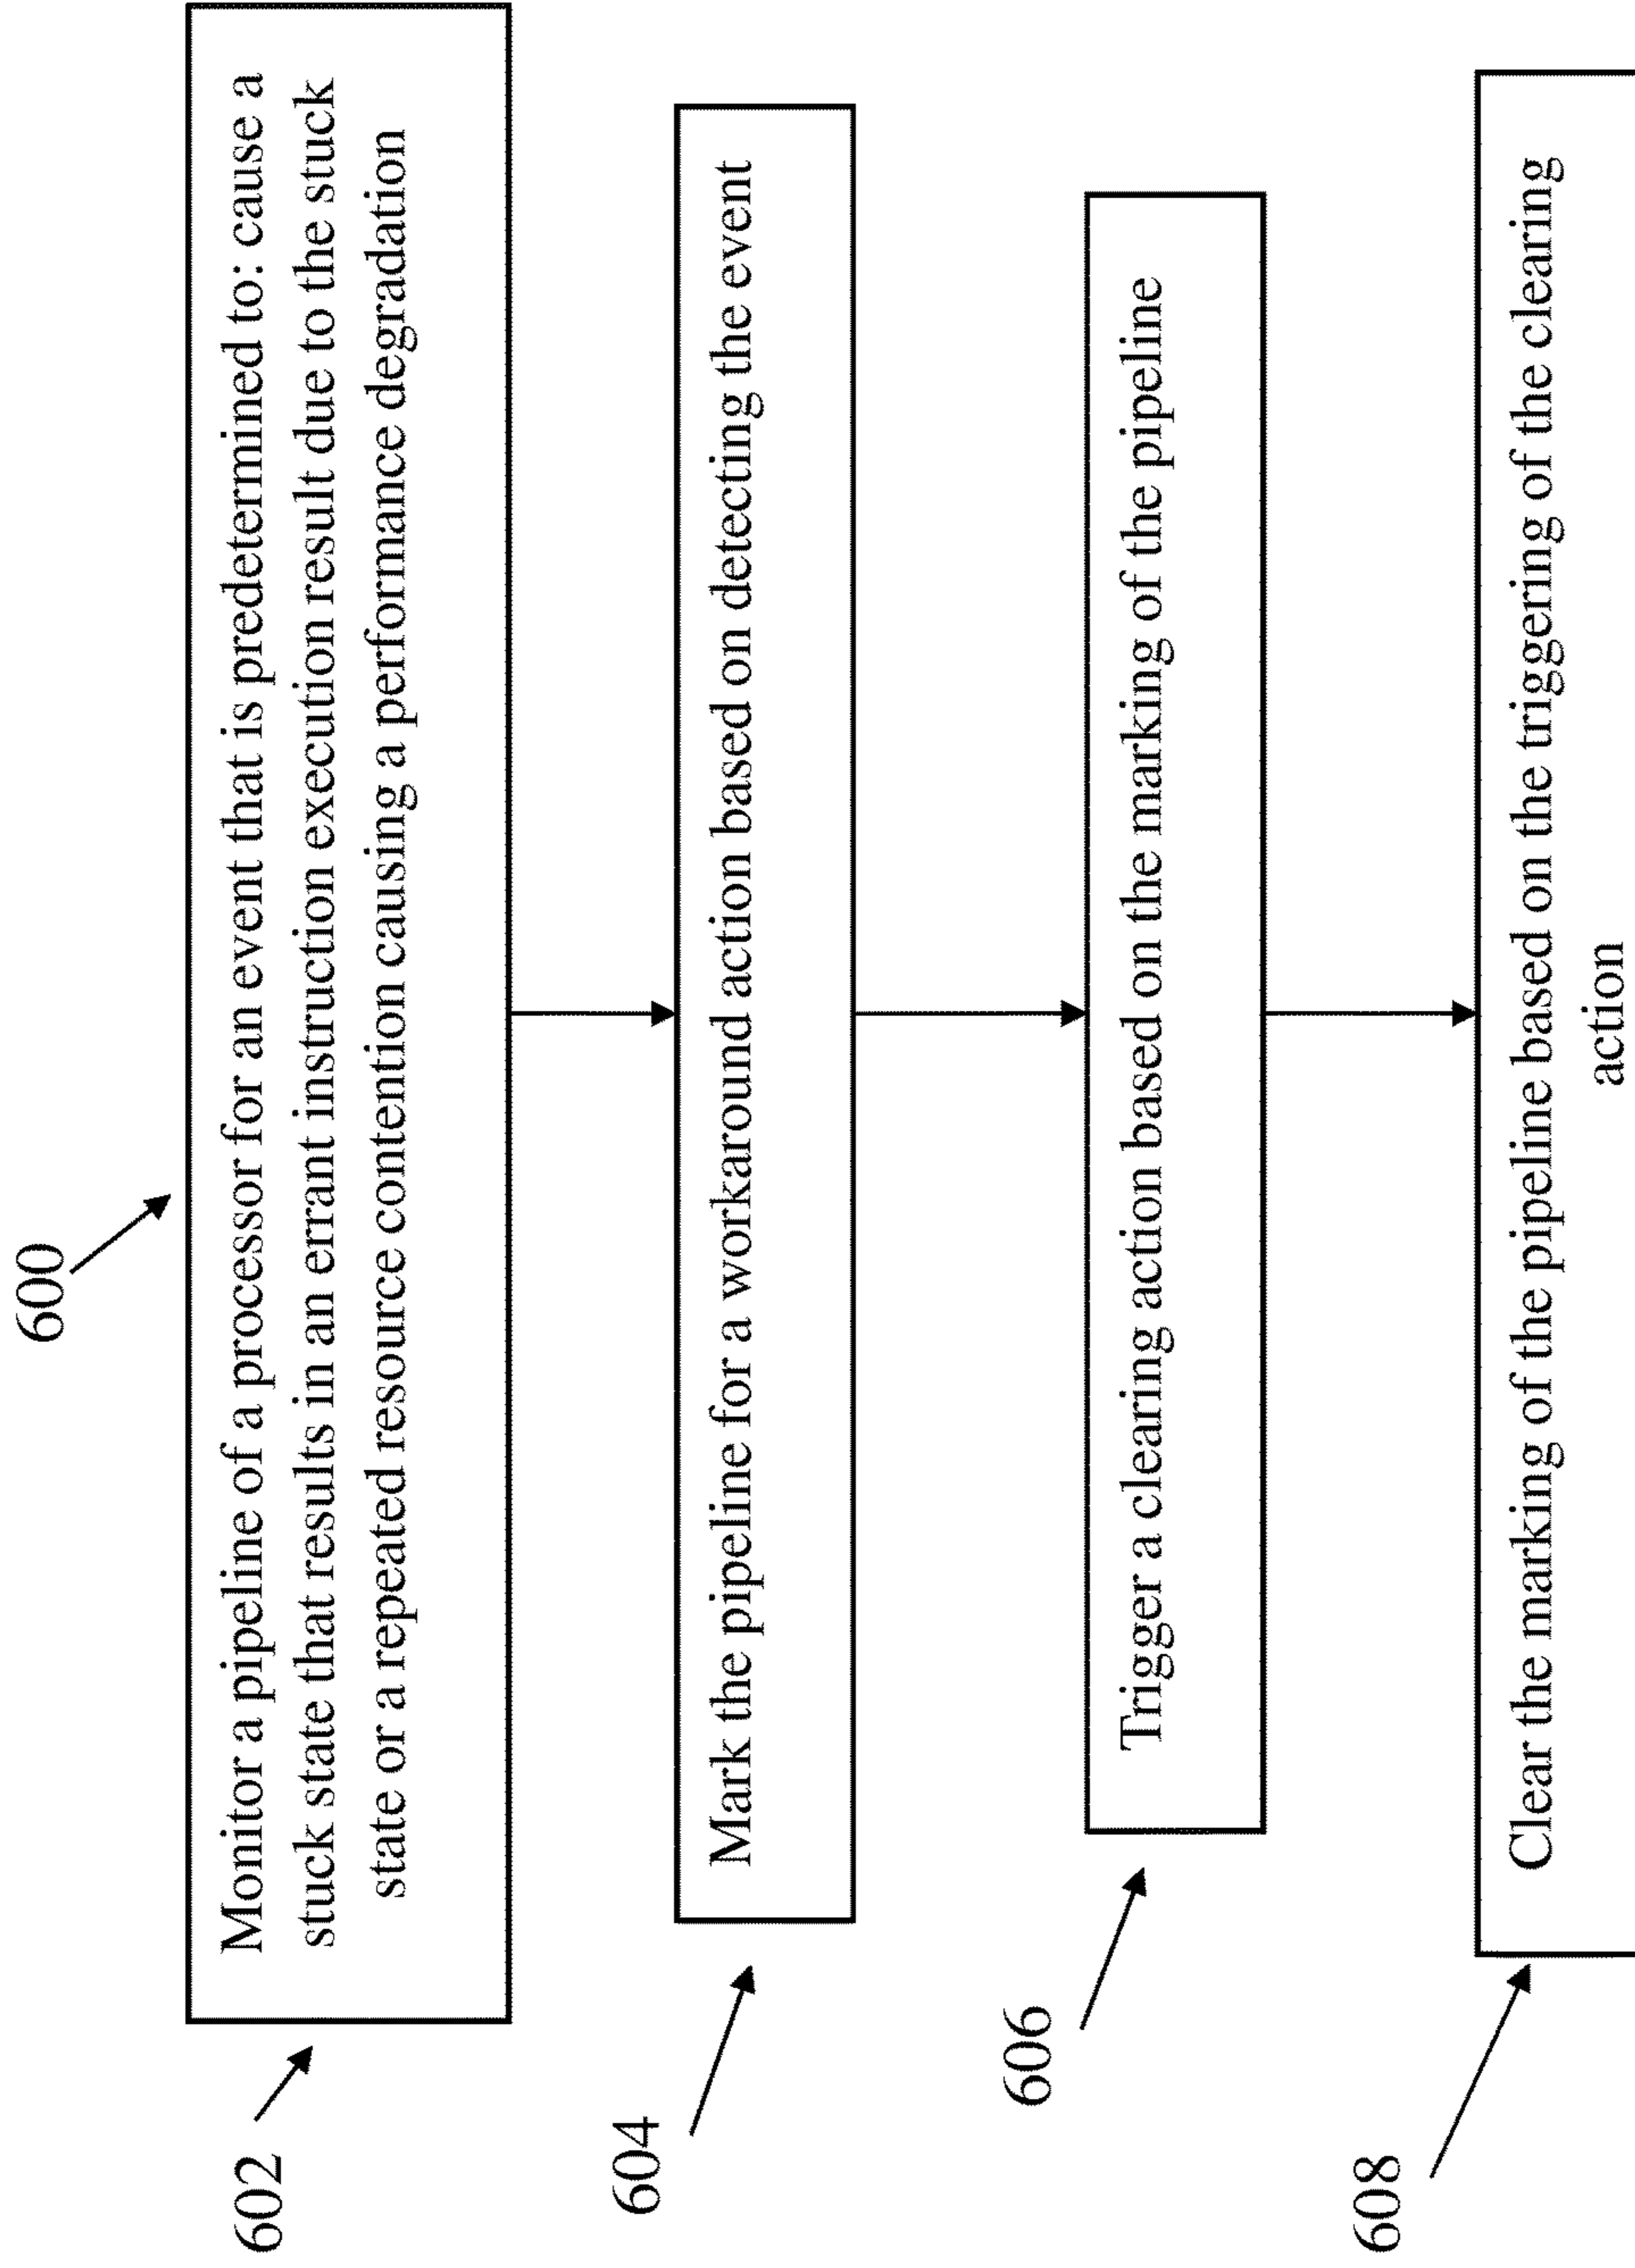 600
602
Monitor a pipeline of a processor for an event that is predetermined to: cause a
stuck state that results in an errant instruction execution result due to the stuck
state or a repeated resource contention causing a performance degradation
604
Mark the pipeline for a workaround action based on detecting the event
606
Trigger a clearing action based on the marking of the pipeline
608
Clear the marking of the pipeline based on the triggering of the clearing
action